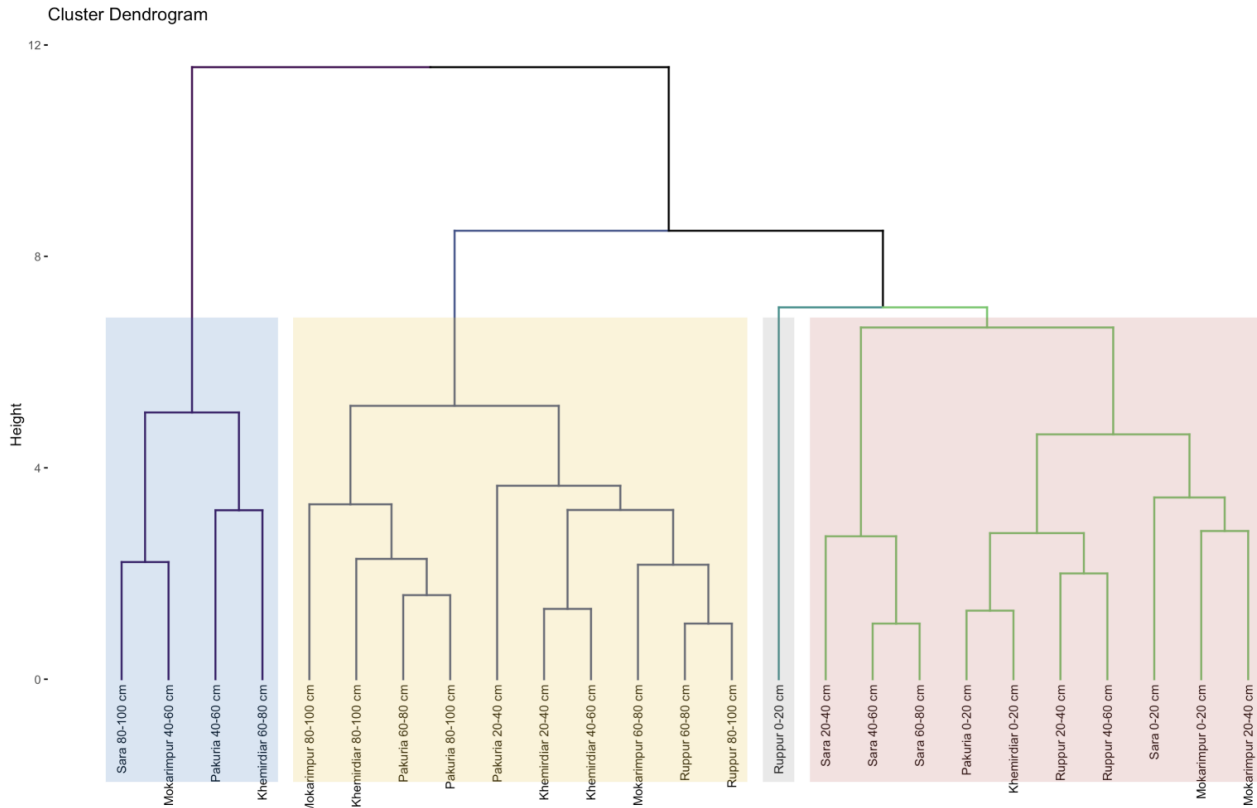 Cluster Dendrogram
12
8
4
0
Height
Sara 80-100 cm
Mokarimpur 40-60 cm
Pakuria 40-60 cm
Khemirdiar 60-80 cm
Mokarimpur 80-100 cm
Khemirdiar 80-100 cm
Pakuria 60-80 cm
Pakuria 80-100 cm
Pakuria 20-40 cm
Khemirdiar 20-40 cm
Khemirdiar 40-60 cm
Mokarimpur 60-80 cm
Ruppur 60-80 cm
Ruppur 80-100 cm
Ruppur 0-20 cm
Sara 20-40 cm
Sara 40-60 cm
Sara 60-80 cm
Pakuria 0-20 cm
Khemirdiar 0-20 cm
Ruppur 20-40 cm
Ruppur 40-60 cm
Sara 0-20 cm
Mokarimpur 0-20 cm
Mokarimpur 20-40 cm